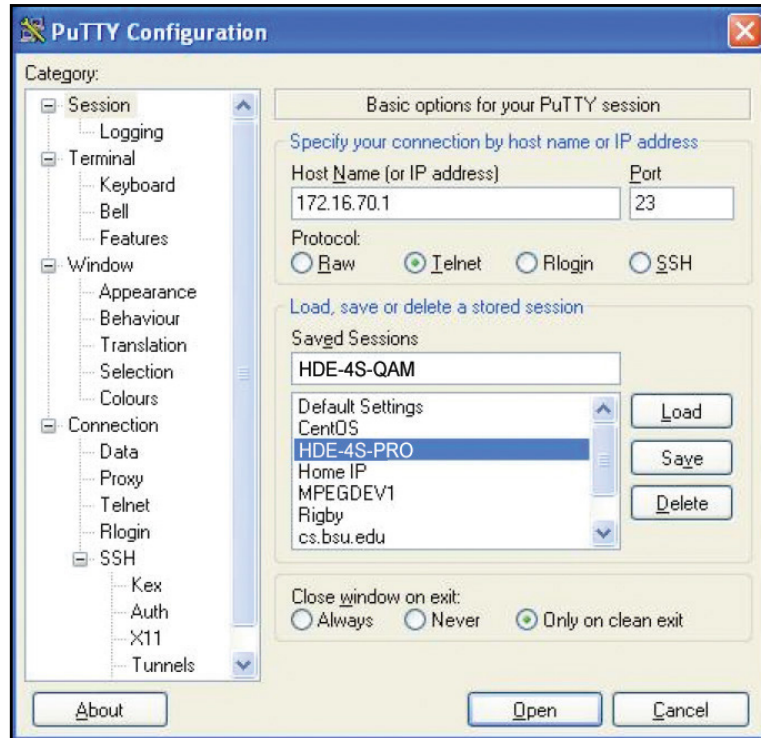 PuTTY Configuration
Category:
Session
Logging
Terminal
Keyboard
Bell
Features
Window
Appearance
Behaviour
Translation
Selection
Colours
Connection
Data
Proxy
Telnet
Rlogin
SSH
Kex
Auth
X11
Tunnels
Basic options for your PuTTY session
Specify your connection by host name or IP address
Host Name (or IP address) Port
172.16.70.1 23
Protocol:
Raw Telnet Rlogin SSH
Load, save or delete a stored session
Saved Sessions
HDE-4S-QAM
Default Settings
CentOS
HDE-4S-PRO
Home IP
MPEGDEV1
Rigby
cs.bsu.edu
Load
Save
Delete
Close window on exit:
Always Never Only on clean exit
About Open Cancel